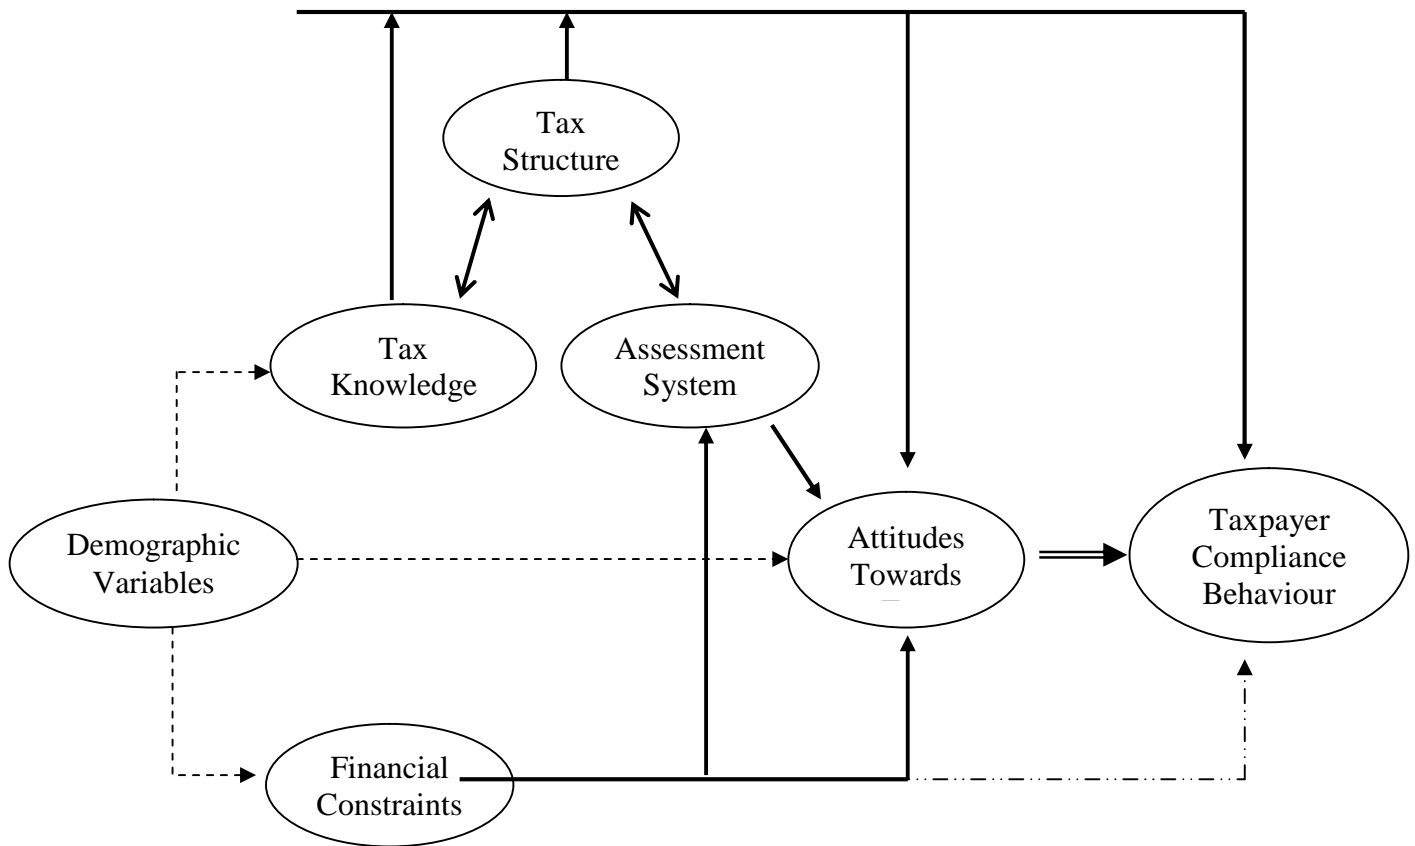 Tax
Structure
Tax
Knowledge
Assessment
System
Demographic
Variables
Attitudes
Towards
Taxpayer
Compliance
Behaviour
Financial
Constraints